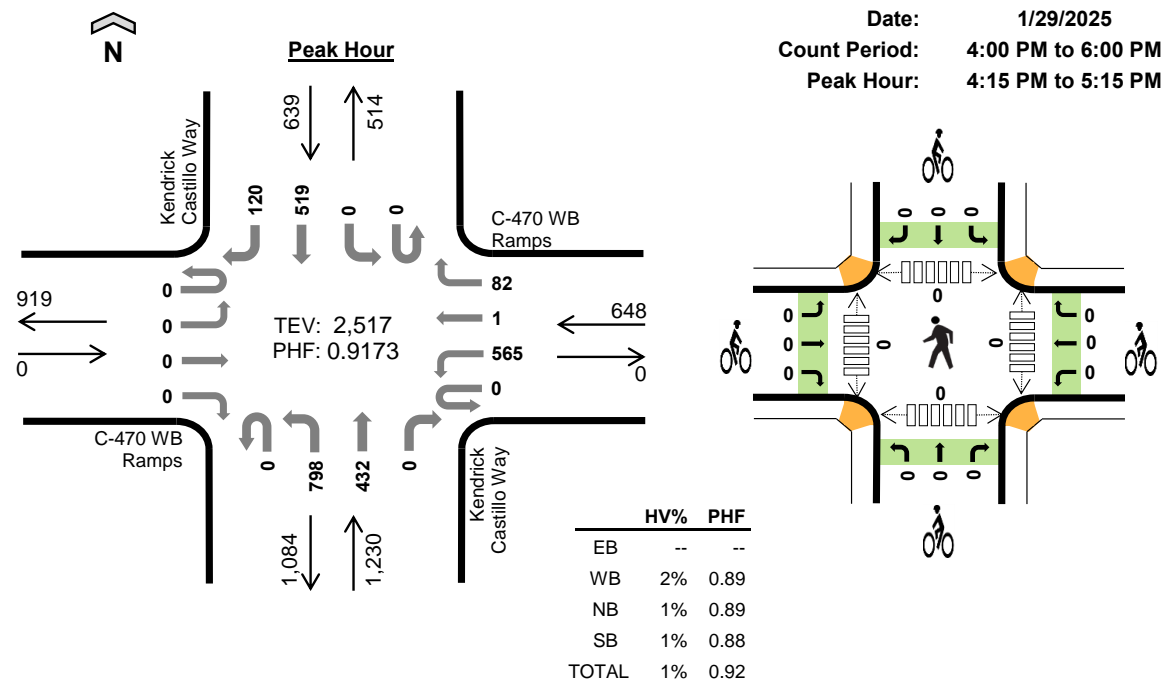 N
Peak Hour
Date: 1/29/2025
Count Period: 4:00 PM to 6:00 PM
Peak Hour: 4:15 PM to 5:15 PM
639
514
Kendrick
Castillo Way
120
519
0
0
C-470 WB
Ramps
919
0
0
0
0
0
TEV: 2,517
PHF: 0.9173
82
1
565
0
648
0
C-470 WB
Ramps
0
798
432
0
Kendrick
Castillo Way
1,084
1,230
0 0 0
0
0
0
0
0
0
0
0
0
0
0
0 0 0
HV% PHF
EB -- --
WB 2% 0.89
NB 1% 0.89
SB 1% 0.88
TOTAL 1% 0.92